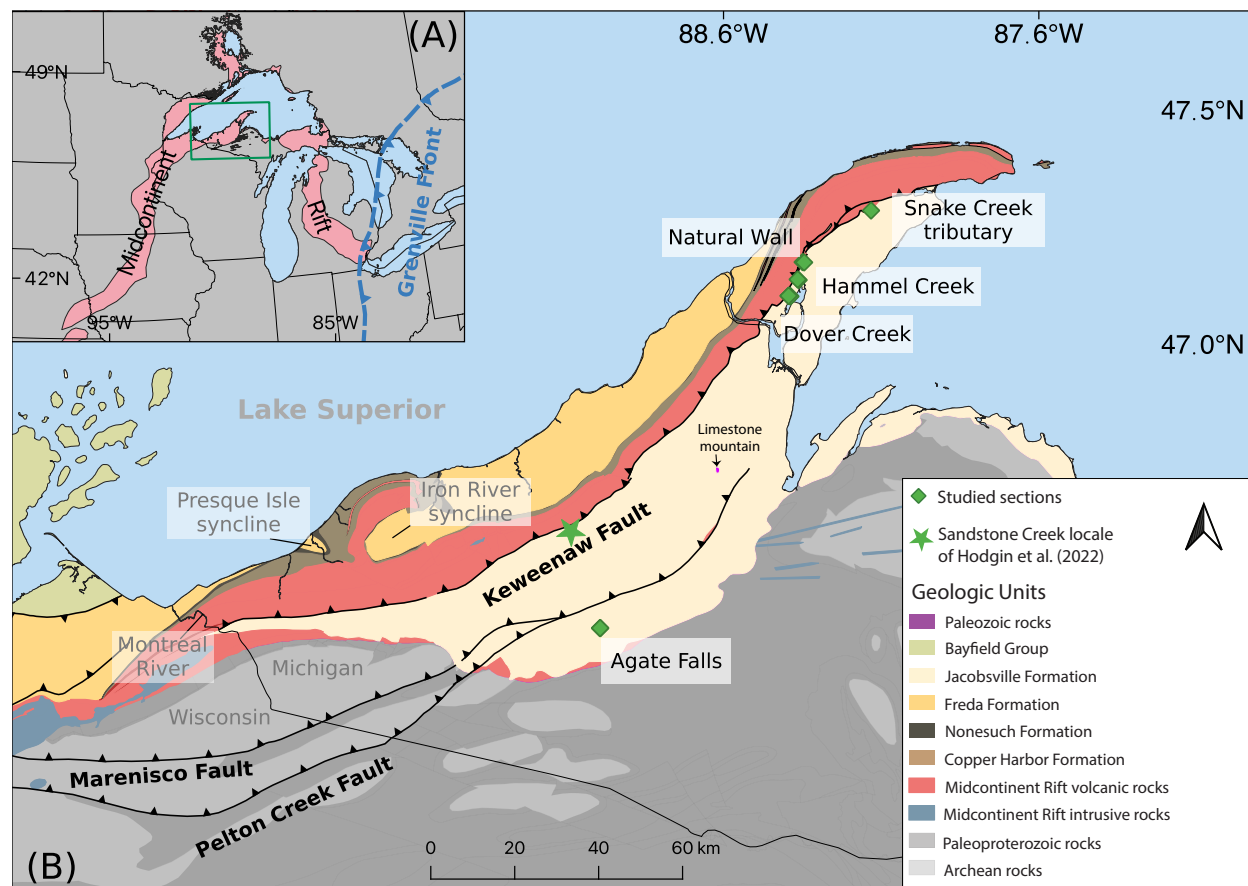 (A)
88.6°W
87.6°W
49°N
47.5°N
Midcontinent
Rift
Grenville Front
Snake Creek
tributary
Natural Wall
42°N
Hammel Creek
95°W
85°W
Dover Creek
47.0°N
Lake Superior
Limestone
mountain
Presque Isle
syncline
Iron River
syncline
Studied sections
Sandstone Creek locale
of Hodgin et al. (2022)
Keweenaw Fault
Geologic Units
Paleozoic rocks
Bayfield Group
Jacobsville Formation
Freda Formation
Nonesuch Formation
Copper Harbor Formation
Midcontinent Rift volcanic rocks
Midcontinent Rift intrusive rocks
Paleoproterozoic rocks
Archean rocks
Montreal
River
Michigan
Agate Falls
Wisconsin
Marenisco Fault
Pelton Creek Fault
0 20 40 60 km
(B)